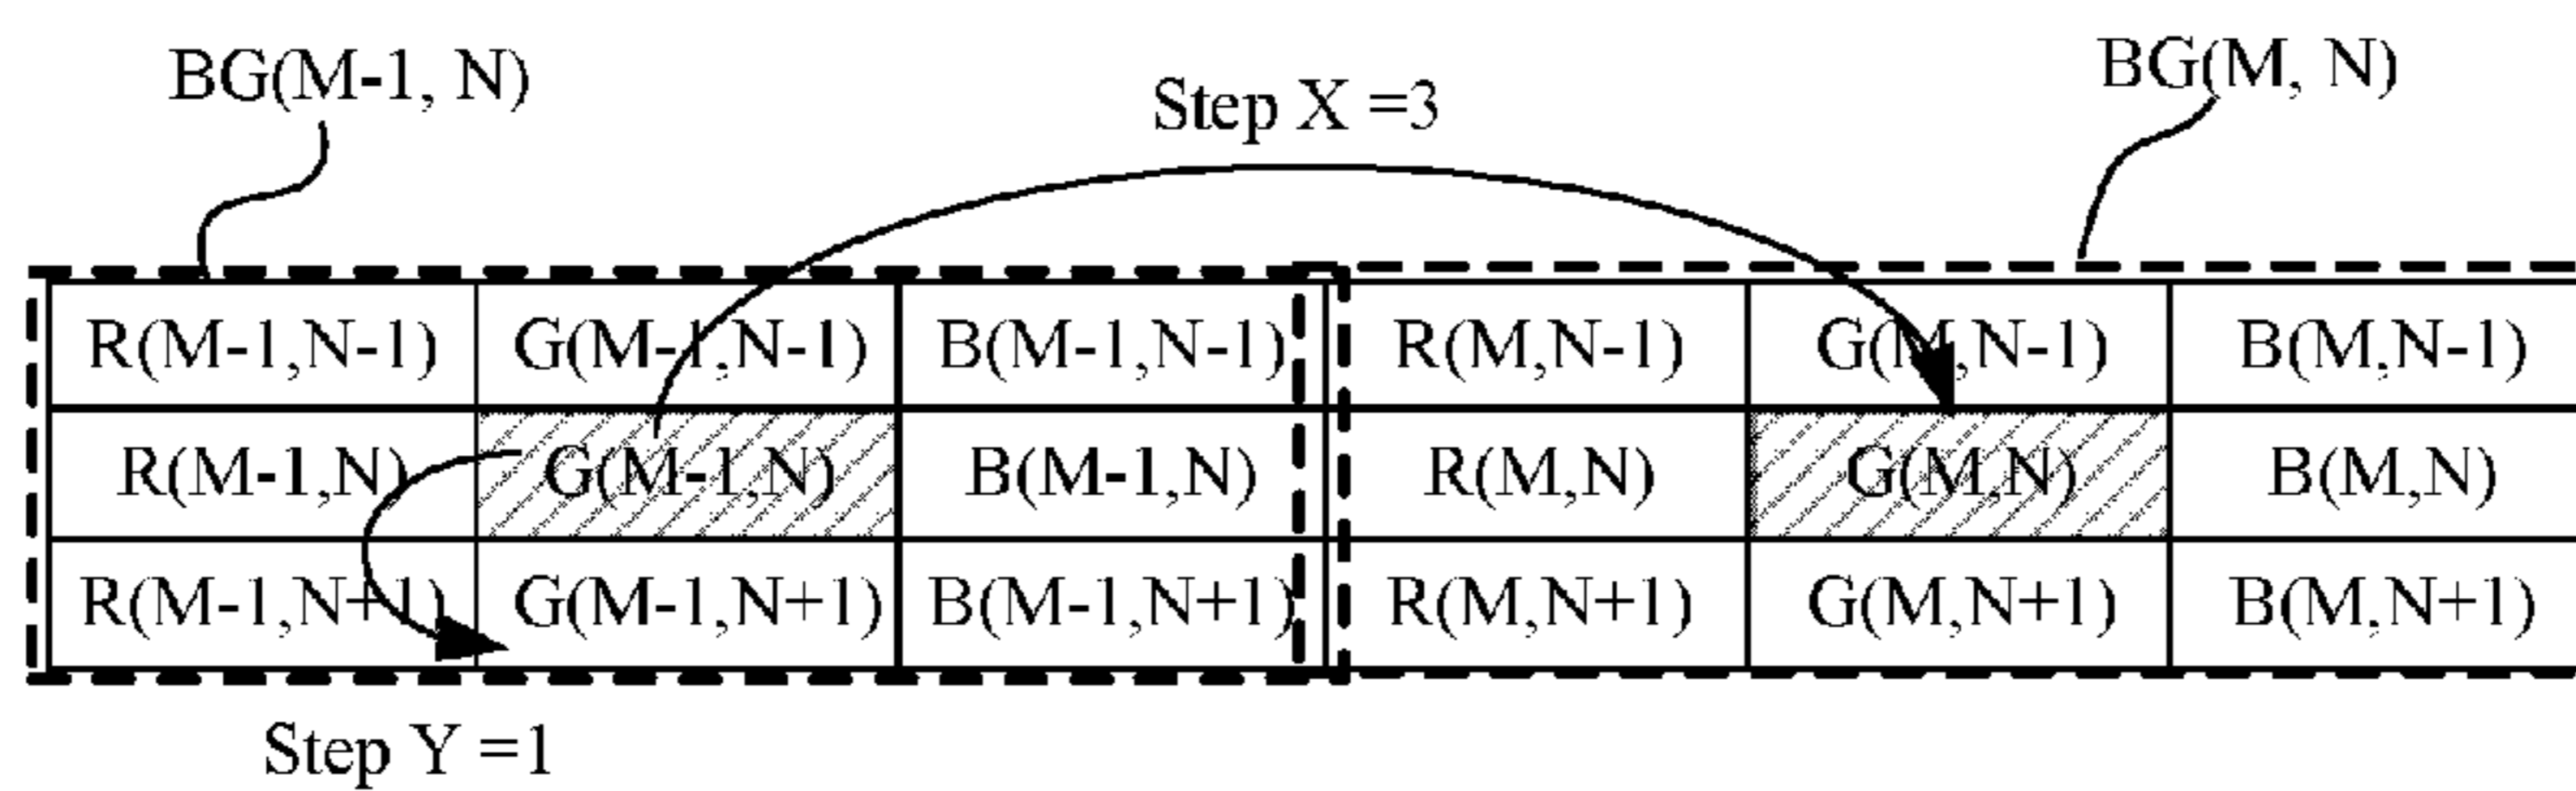 BG(M-1, N)
BG(M, N)
Step X =3
R(M-1,N-1) G(M-1,N-1) B(M-1,N-1) R(M,N-1) G(M,N-1) B(M,N-1)
R(M-1,N) G(M-1,N) B(M-1,N) R(M,N) G(M,N) B(M,N)
R(M-1,N+1) G(M-1,N+1) B(M-1,N+1) R(M,N+1) G(M,N+1) B(M,N+1)
Step Y =1